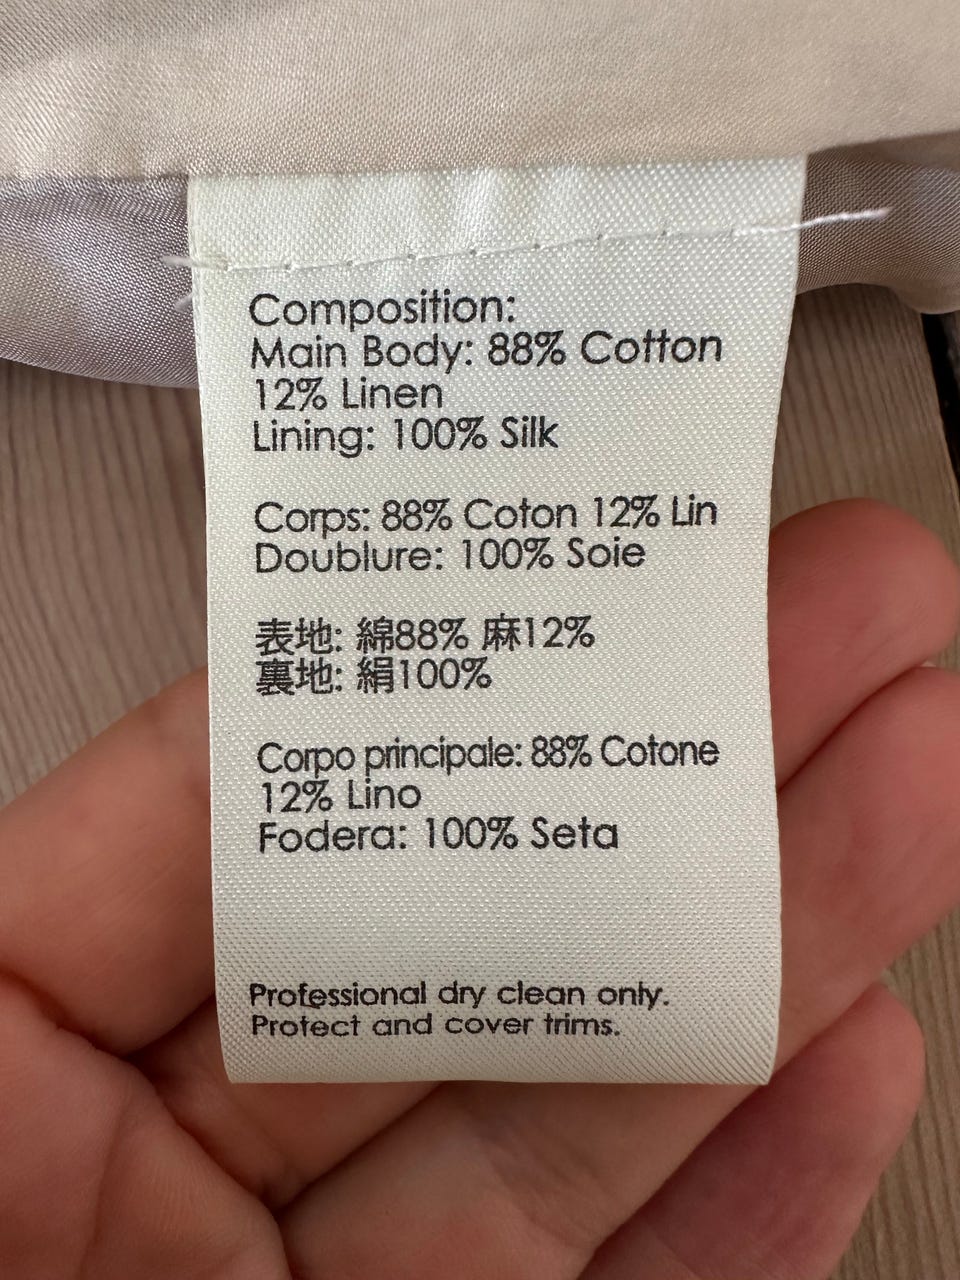 Composition:
Main Body: 88% Cotton
12% Linen
Lining: 100% Silk
Corps: 88% Coton 12% Lin
Doublure: 100% Soie
表地: 綿88% 麻12%
裏地: 絹100%
Corpo principale: 88% Cotone
12% Lino
Fodera: 100% Seta
Professional dry clean only.
Protect and cover trims.